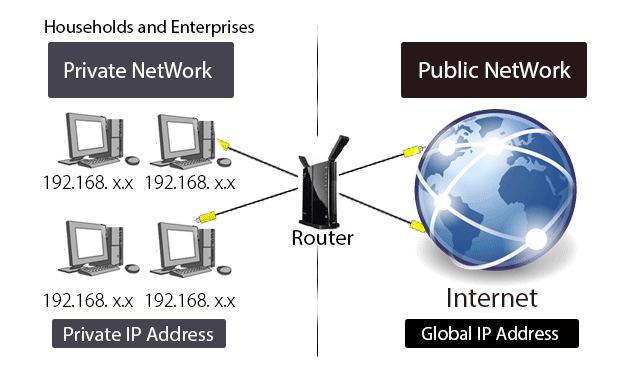 Households and Enterprises
Private NetWork
Public NetWork
192.168. x.x
192.168. x.x
Router
192.168. x.x
192.168. x.x
Internet
Private IP Address
Global IP Address